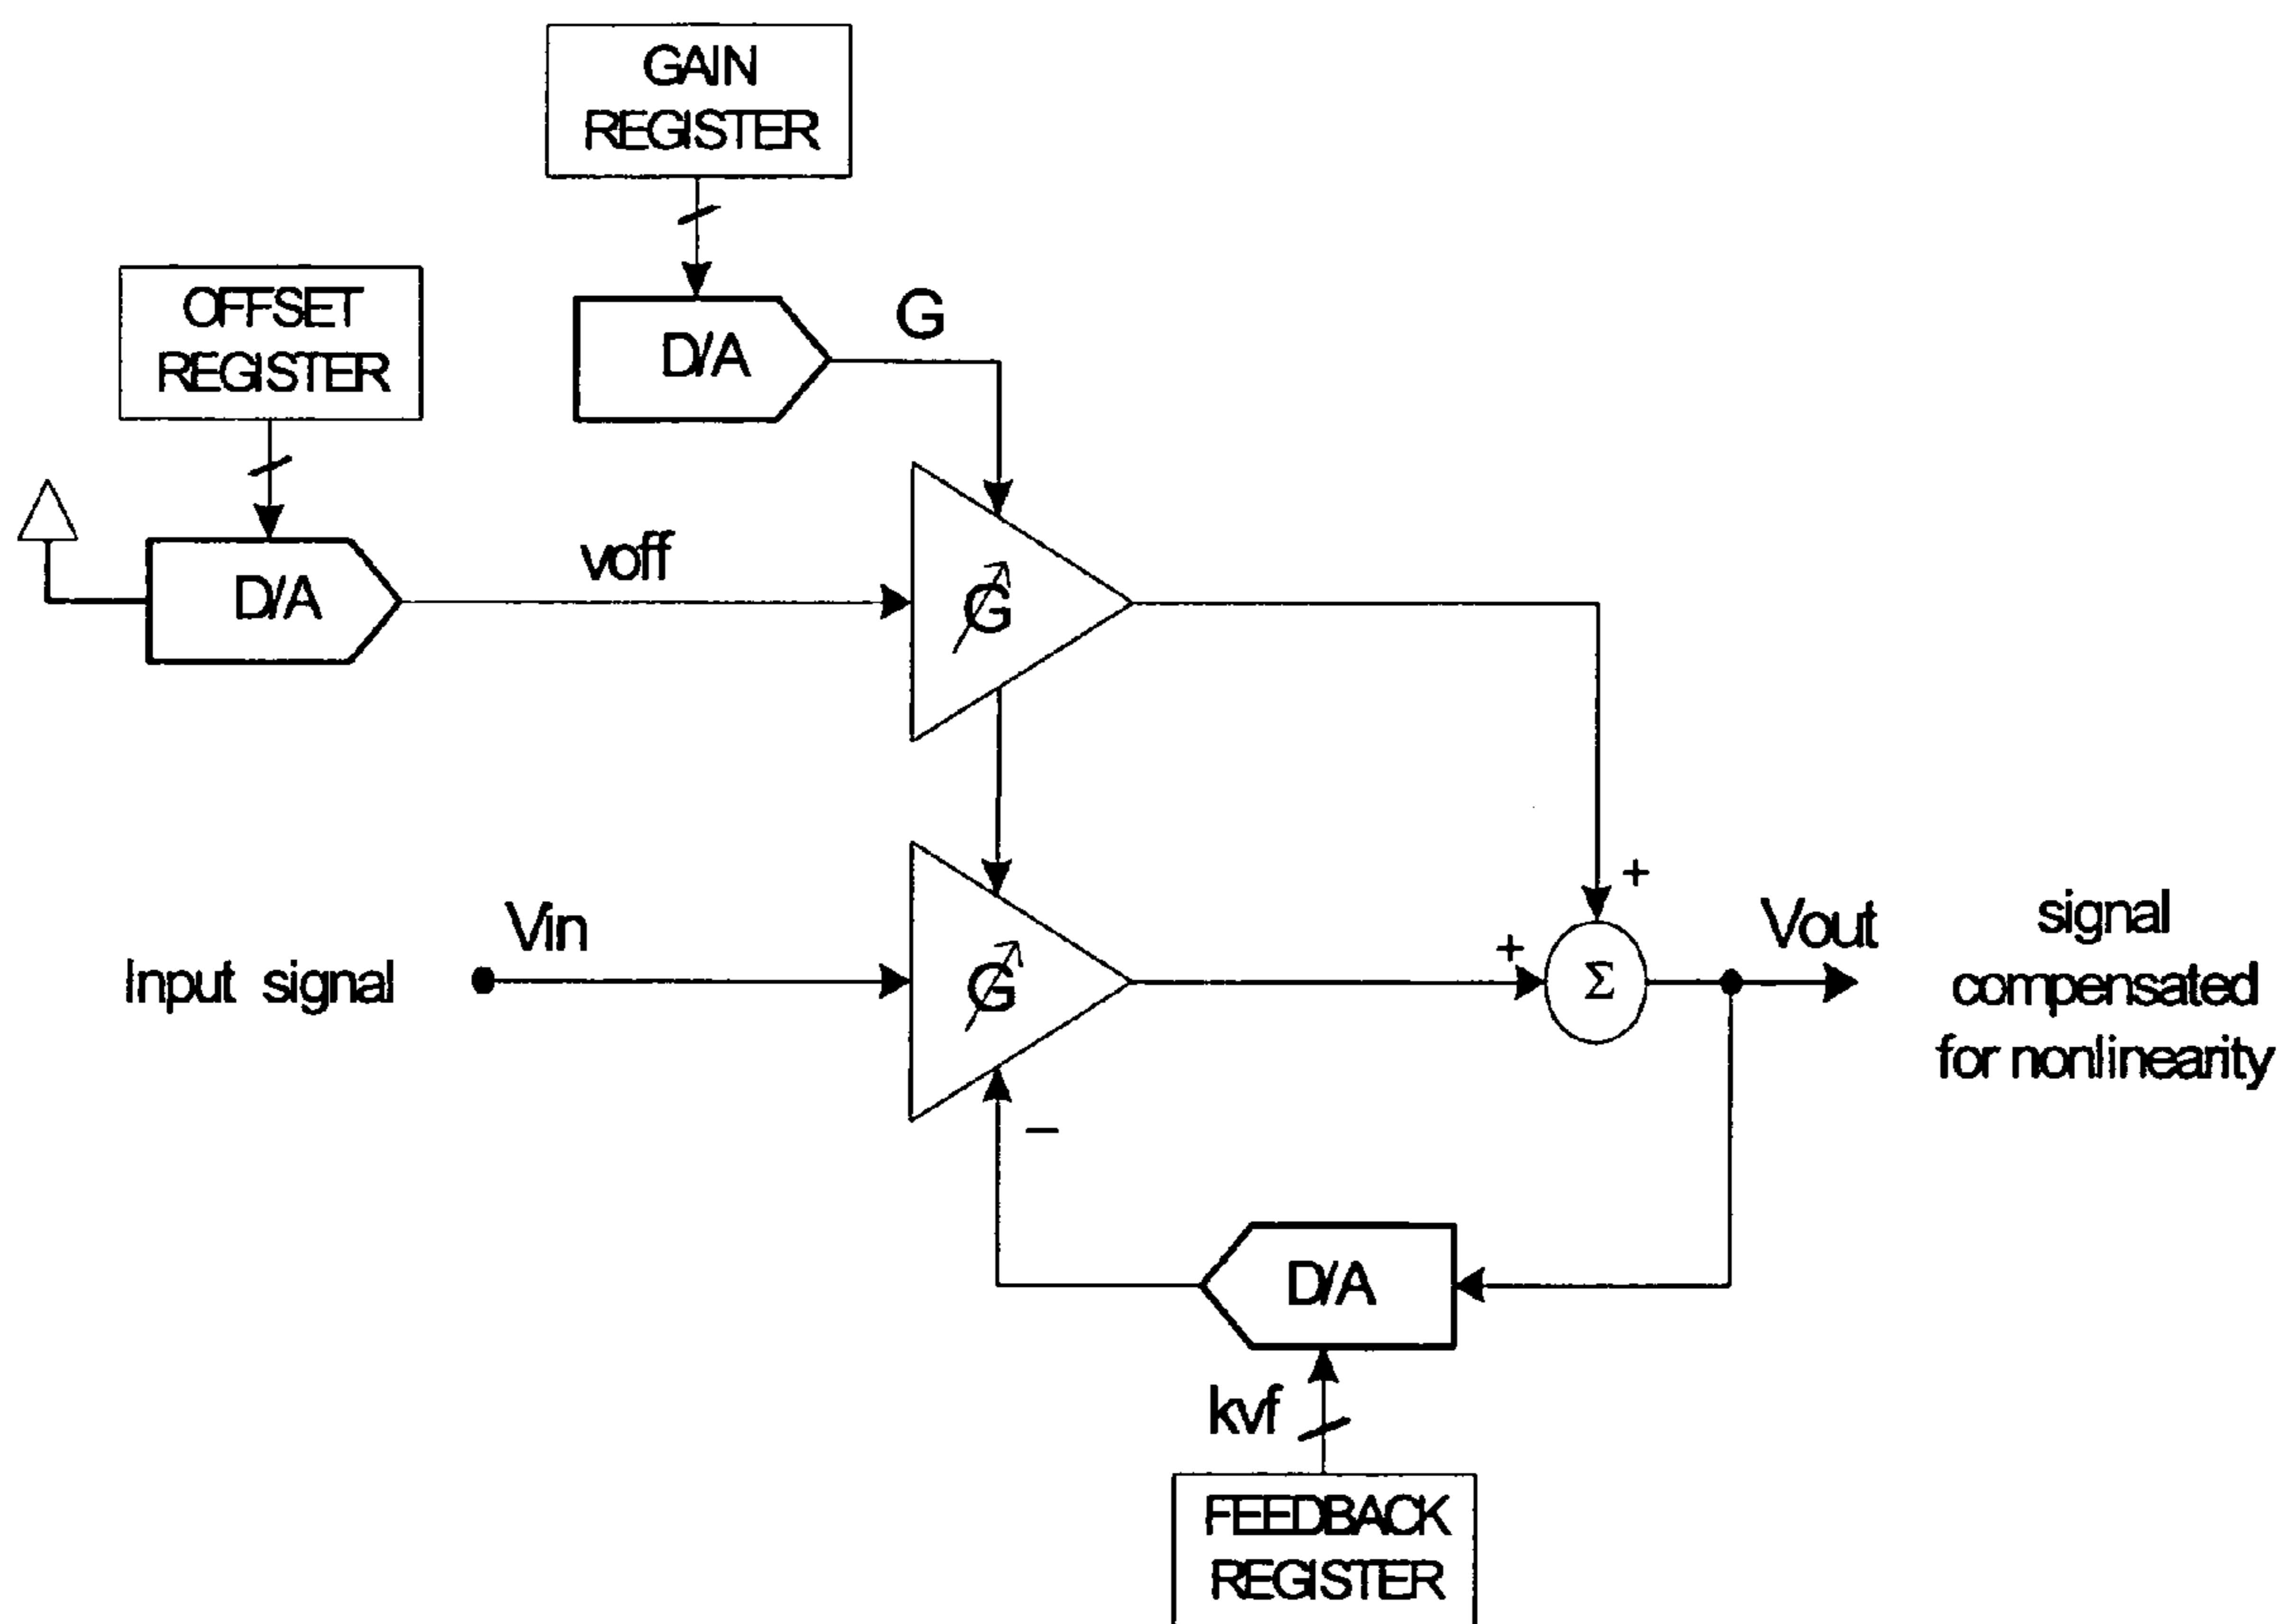 GAIN
REGISTER
OFFSET
REGISTER
D/A
G
D/A
voff
G
Input signal
Vin
G
+
+
Σ
Vout
signal
compensated
for nonlinearity
–
D/A
kvf
FEEDBACK
REGISTER